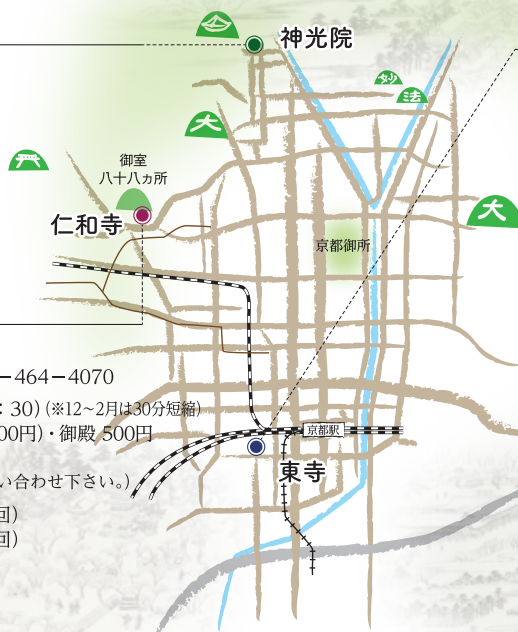 神光院
妙
法
大
御室
八十八ヵ所
大
仁和寺
京都御所
−464−4070
: 30) (※12~2月は30分短縮)
00円)・御殿 500円
京都駅
東寺
い合わせ下さい。)
回)
回)